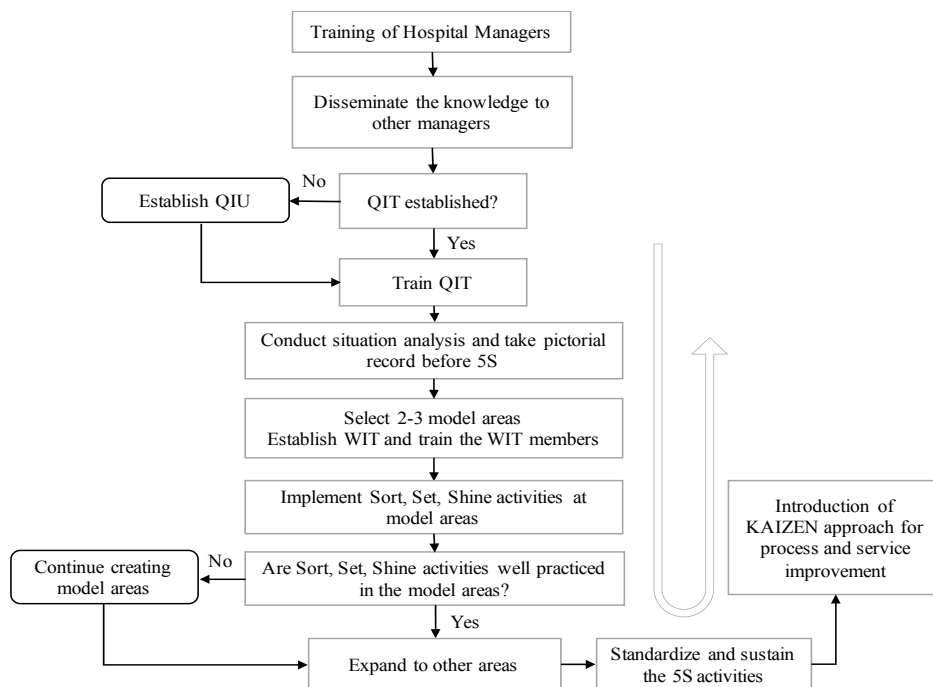 Training of Hospital Managers
Disseminate the knowledge to
other managers
No
Establish QIU
QIT established?
Yes
Train QIT
Conduct situation analysis and take pictorial
record before 5S
Select 2-3 model areas
Establish WIT and train the WIT members
Implement Sort, Set, Shine activities at
model areas
Introduction of
KAIZEN approach for
process and service
improvement
No
Continue creating
model areas
Are Sort, Set, Shine activities well practiced
in the model areas?
Yes
Expand to other areas
Standardize and sustain
the 5S activities